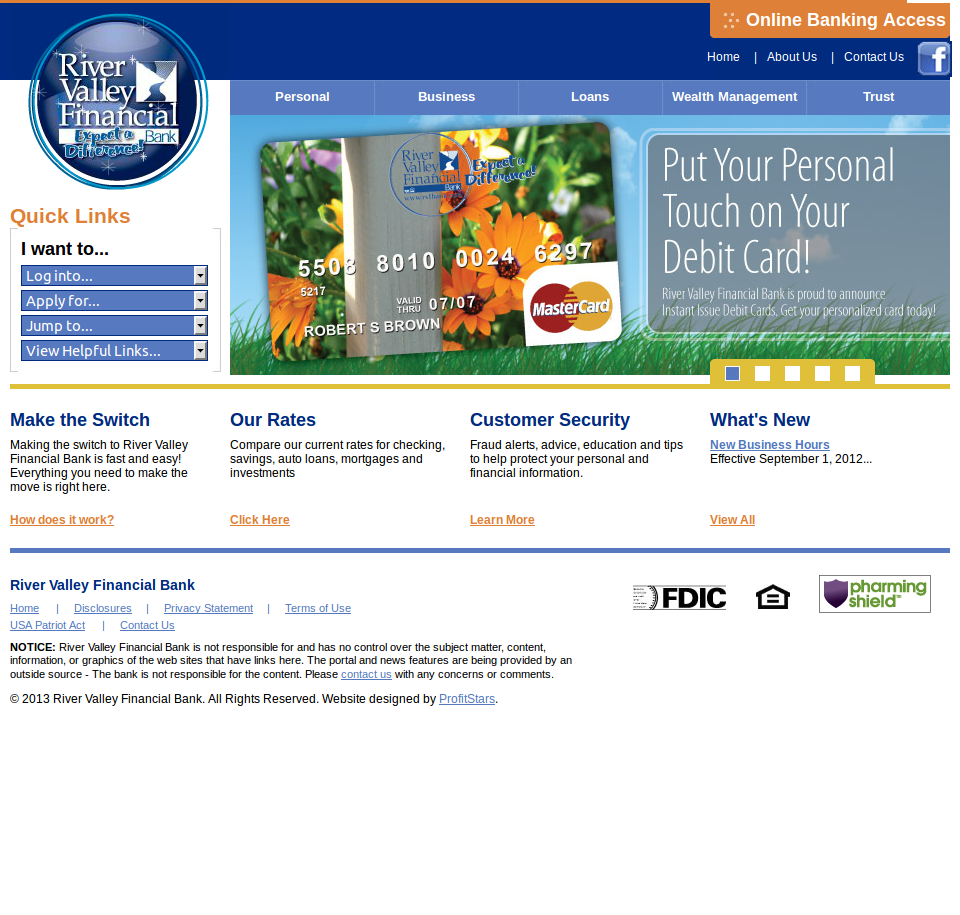 Online Banking Access
Home | About Us | Contact Us
River
Valley
Financial
Bank
Expect a
Difference!
Personal
Business
Loans
Wealth Management
Trust
River
Valley
Financial
Bank
Expect a
Difference!
5508 8010 0024 6297
5217
VALID
THRU 07/07
ROBERT S BROWN
MasterCard
Put Your Personal
Touch on Your
Debit Card!
River Valley Financial Bank is proud to announce
Instant Issue Debit Cards. Get your personalized card today!
Quick Links
I want to...
Log into...
Apply for...
Jump to...
View Helpful Links...
Make the Switch
Making the switch to River Valley
Financial Bank is fast and easy!
Everything you need to make the
move is right here.
How does it work?
Our Rates
Compare our current rates for checking,
savings, auto loans, mortgages and
investments
Click Here
Customer Security
Fraud alerts, advice, education and tips
to help protect your personal and
financial information.
Learn More
What's New
New Business Hours
Effective September 1, 2012...
View All
River Valley Financial Bank
Home | Disclosures | Privacy Statement | Terms of Use
USA Patriot Act | Contact Us
NOTICE: River Valley Financial Bank is not responsible for and has no control over the subject matter, content,
information, or graphics of the web sites that have links here. The portal and news features are being provided by an
outside source - The bank is not responsible for the content. Please contact us with any concerns or comments.
© 2013 River Valley Financial Bank. All Rights Reserved. Website designed by ProfitStars.
FDIC
pharming
shield™